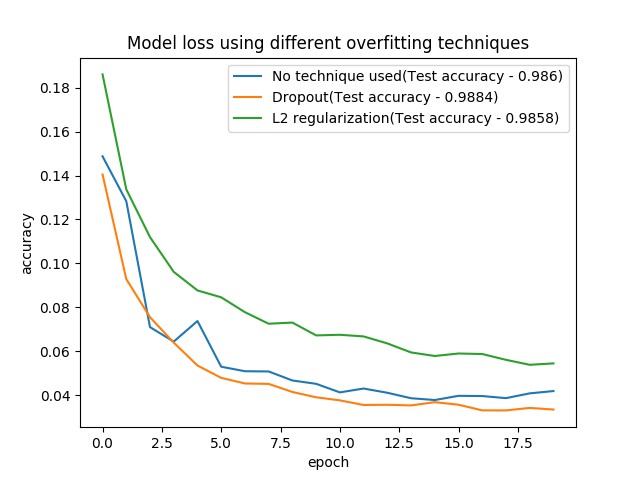 Model loss using different overfitting techniques
No technique used(Test accuracy - 0.986)
Dropout(Test accuracy - 0.9884)
L2 regularization(Test accuracy - 0.9858)
accuracy
0.18
0.16
0.14
0.12
0.10
0.08
0.06
0.04
0.0 2.5 5.0 7.5 10.0 12.5 15.0 17.5
epoch